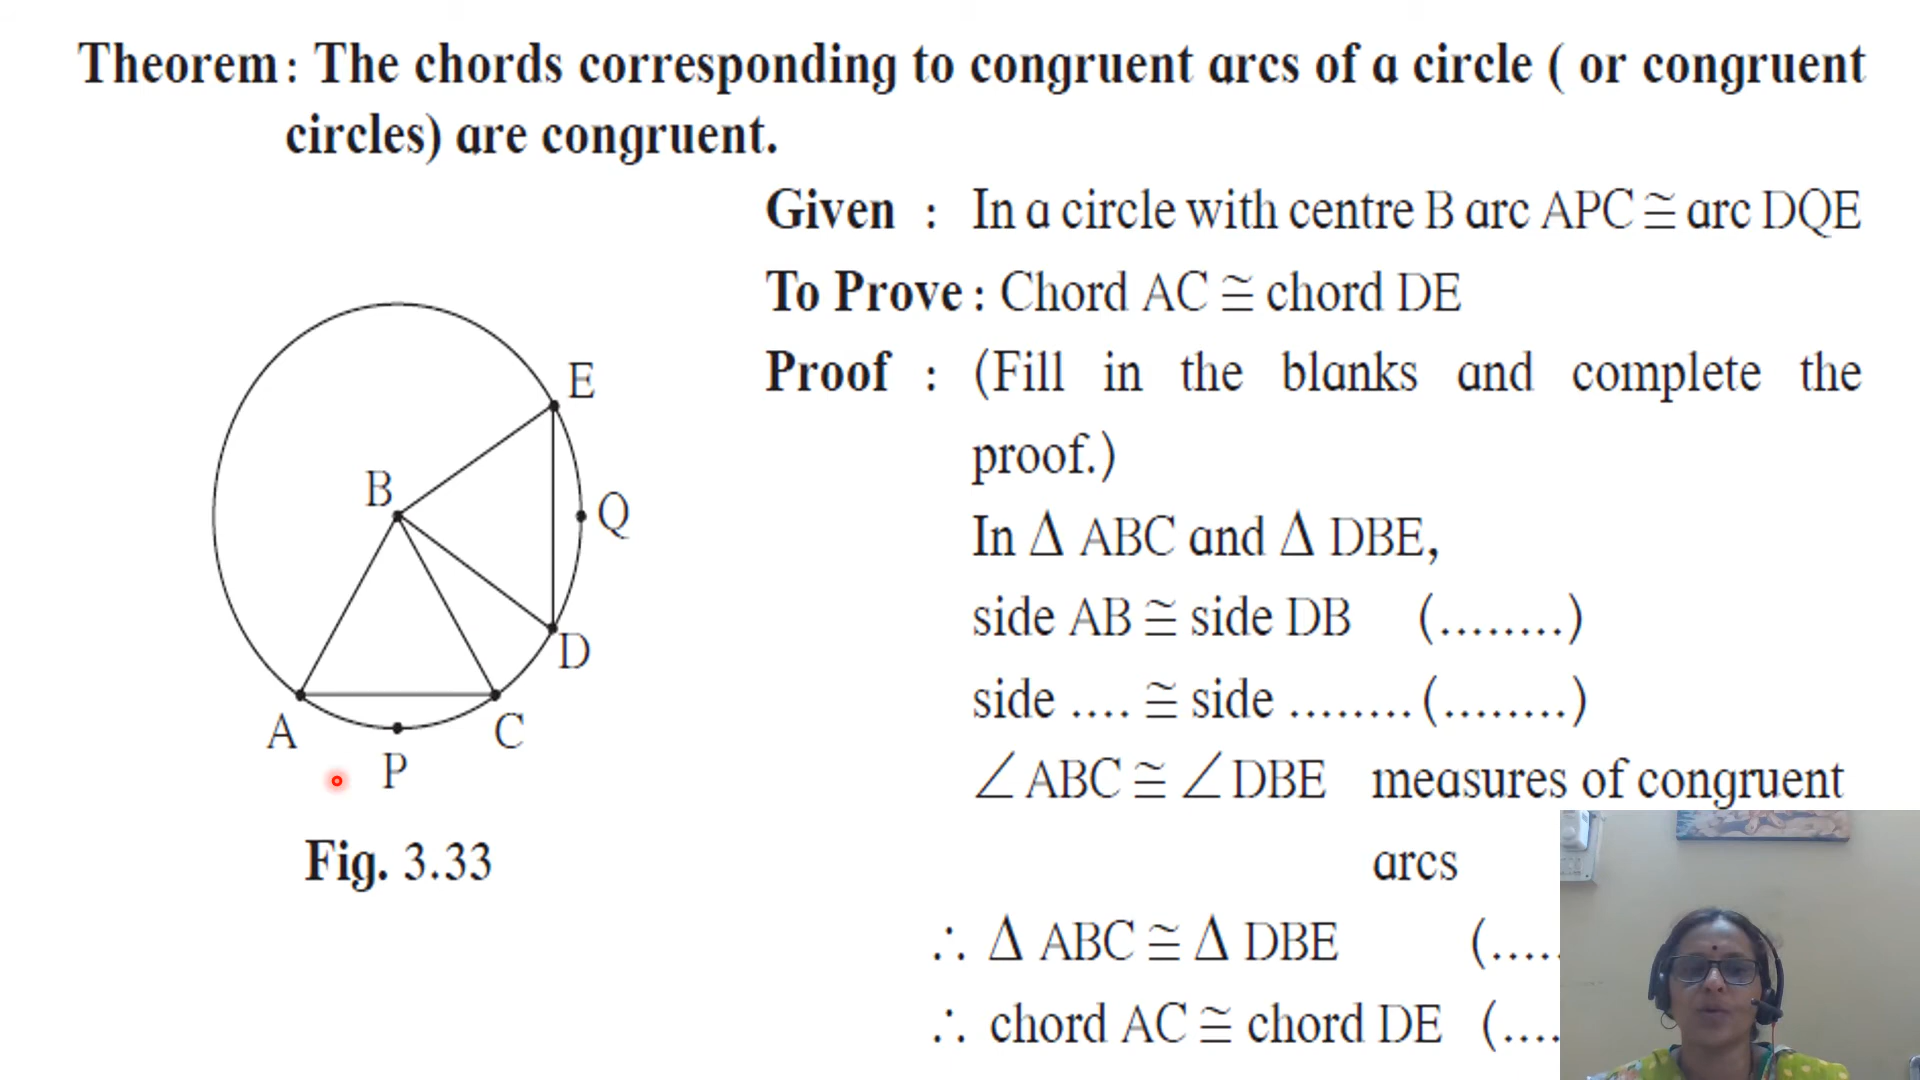 Theorem : The chords corresponding to congruent arcs of a circle ( or congruent
circles) are congruent.
Given : In a circle with centre B arc APC ≅ arc DQE
To Prove : Chord AC ≅ chord DE
Proof : (Fill in the blanks and complete the
proof.)
In Δ ABC and Δ DBE,
side AB ≅ side DB (........)
side .... ≅ side ........ (........)
∠ABC ≅ ∠DBE measures of congruent
arcs
∴ Δ ABC ≅ Δ DBE (.....
∴ chord AC ≅ chord DE (....
E
B
Q
D
A
C
P
Fig. 3.33